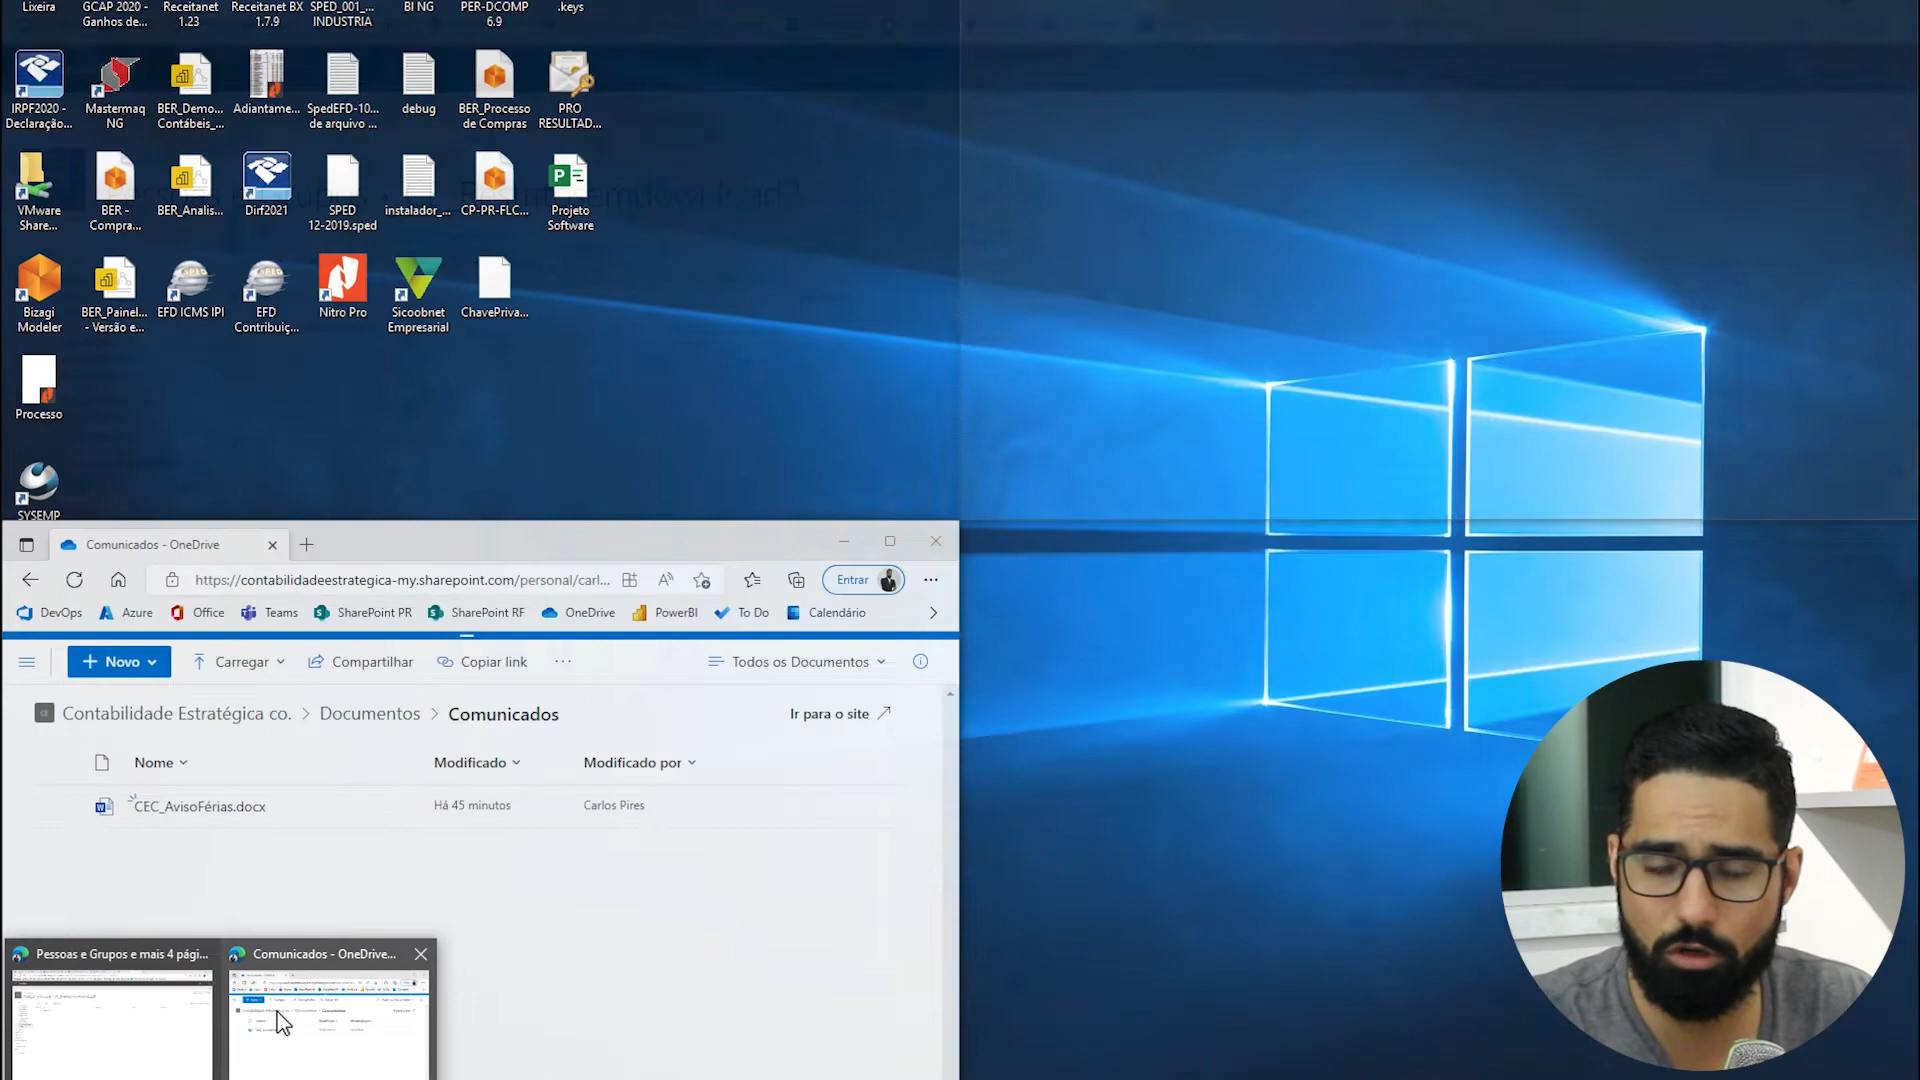 Lixeira
GCAP 2020 -
Ganhos de...
Receitanet
1.23
Receitanet BX
1.7.9
SPED_001_...
INDUSTRIA
BI NG
PER-DCOMP
6.9
.keys
IRPF2020 -
Declaração...
Mastermaq
NG
BER_Demo...
Contábeis_...
Adiantame...
SpedEFD-10...
de arquivo ...
debug
BER_Processo
de Compras
PRO
RESULTAD...
VMware
Share...
BER -
Compra...
BER_Analis...
Dirf2021
SPED
12-2019.sped
instalador_...
CP-PR-FLC...
Projeto
Software
Bizagi
Modeler
BER_Painel...
- Versão e...
EFD ICMS IPI
EFD
Contribuiç...
Nitro Pro
Sicoobnet
Empresarial
ChavePriva...
Processo
SYSEMP
Comunicados - OneDrive
https://contabilidadeestrategica-my.sharepoint.com/personal/carl...
Entrar
DevOps Azure Office Teams SharePoint PR SharePoint RF OneDrive PowerBI To Do Calendário
Novo Carregar Compartilhar Copiar link ... Todos os Documentos
Contabilidade Estratégica co. > Documentos > Comunicados Ir para o site
Nome Modificado Modificado por
CEC_AvisoFérias.docx Há 45 minutos Carlos Pires
Pessoas e Grupos e mais 4 pági...
Comunicados - OneDrive...